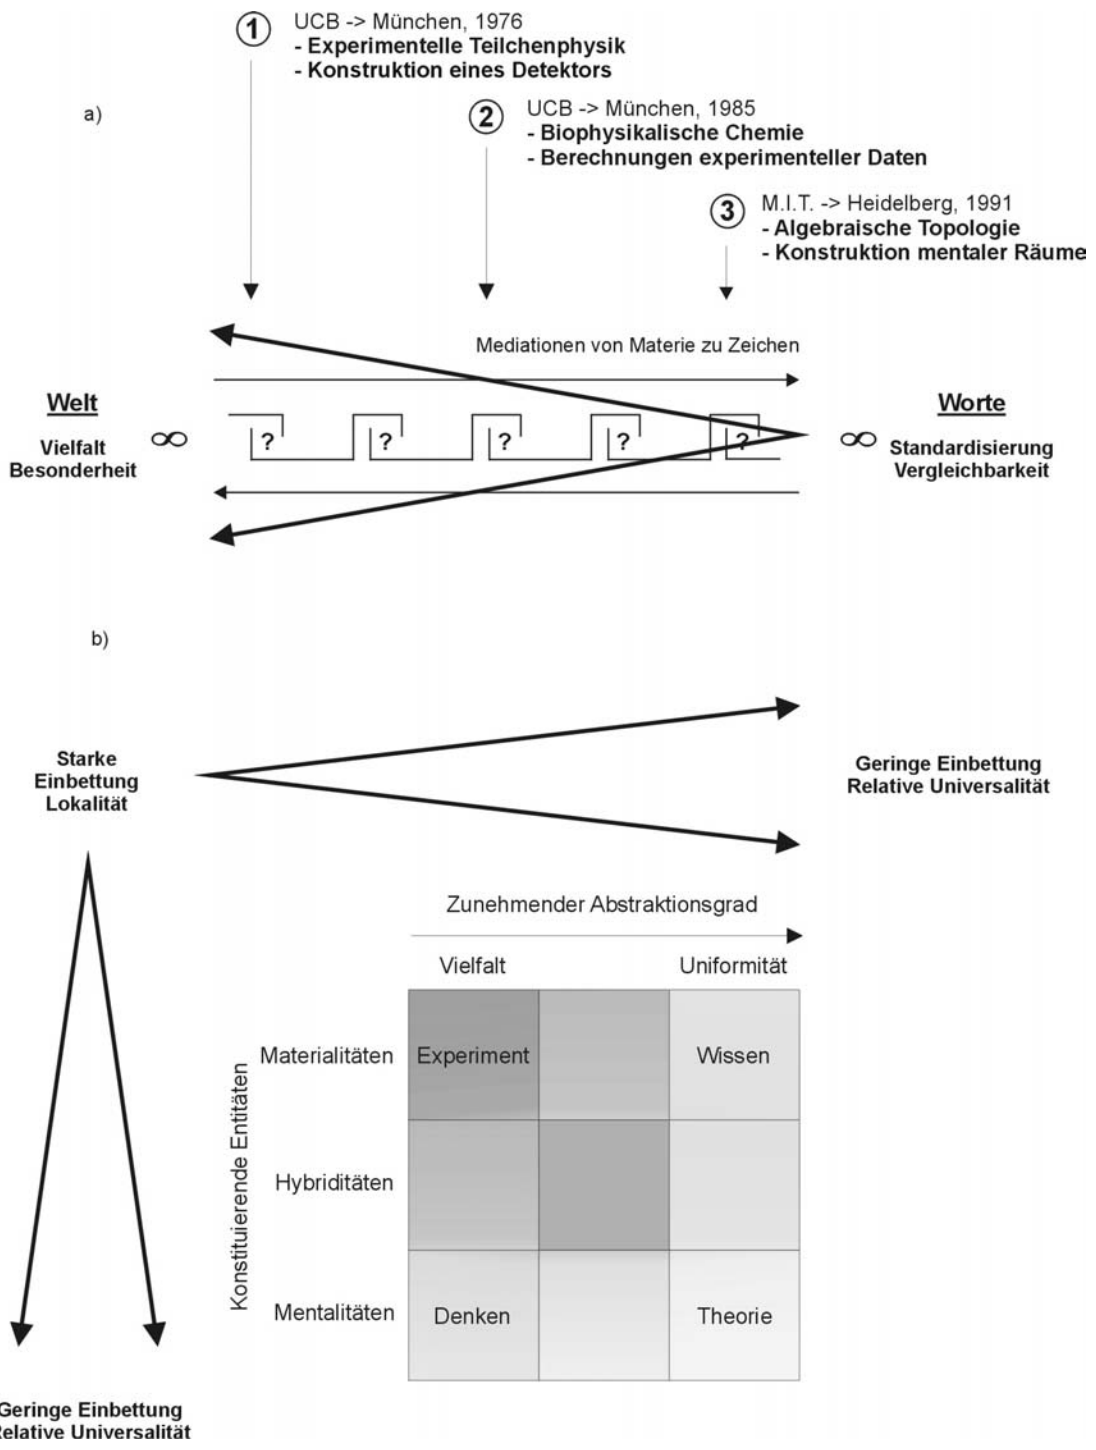 1
UCB -> München, 1976
- Experimentelle Teilchenphysik
- Konstruktion eines Detektors
a)
2
UCB -> München, 1985
- Biophysikalische Chemie
- Berechnungen experimenteller Daten
3
M.I.T. -> Heidelberg, 1991
- Algebraische Topologie
- Konstruktion mentaler Räume
Mediationen von Materie zu Zeichen
Welt
Vielfalt
Besonderheit
∞
? ? ? ? ?
∞
Worte
Standardisierung
Vergleichbarkeit
b)
Starke
Einbettung
Lokalität
Geringe Einbettung
Relative Universalität
Zunehmender Abstraktionsgrad
Vielfalt
Uniformität
Konstituierende Entitäten
Materialitäten
Experiment
Wissen
Hybriditäten
Mentalitäten
Denken
Theorie
Geringe Einbettung
Relative Universalität